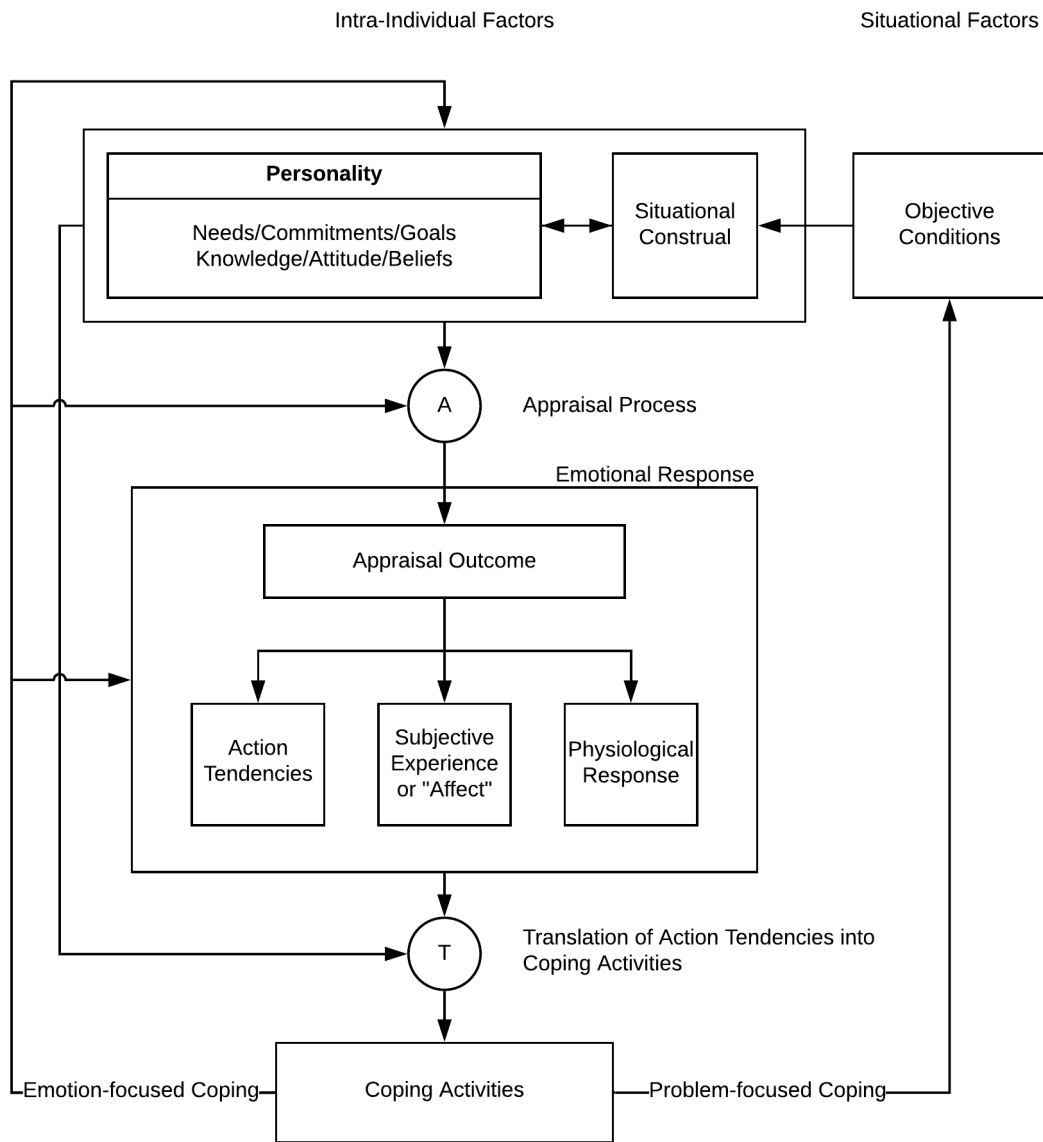 Intra-Individual Factors
Situational Factors
Personality
Needs/Commitments/Goals
Knowledge/Attitude/Beliefs
Situational
Construal
Objective
Conditions
A
Appraisal Process
Emotional Response
Appraisal Outcome
Action
Tendencies
Subjective
Experience
or "Affect"
Physiological
Response
T
Translation of Action Tendencies into
Coping Activities
Emotion-focused Coping
Coping Activities
Problem-focused Coping